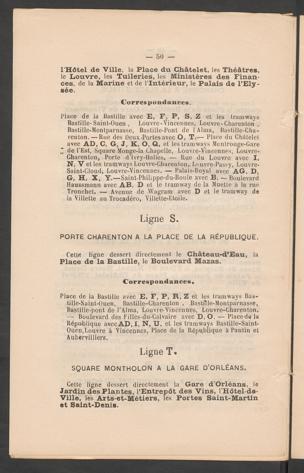 — 50 —
l'Hôtel de Ville, la Place du Châtelet, les Théâtres,
le Louvre, les Tuileries, les Ministères des Finan-
ces, de la Marine et de l'Intérieur, le Palais de l'Ely-
sée.
Correspondances.
Place de la Bastille avec E, F, P, S, Z et les tramways
Bastille-Saint-Ouen, Louvre-Vincennes, Louvre-Charenton,
Bastille-Montparnasse, Bastille-Pont de l'Alma, Bastille-Cha-
renton. — Rue des deux-Portes avec O, T. — Place du Châtelet
avec AD, C, G, J, K, O, Q, et les tramways Montrouge-Gare
de l'Est, Square Monge-la Chapelle, Louvre-Vincennes, Louvre-
Charenton, Porte d'Ivry-Halles. — Rue du Louvre avec I,
N, V et les tramways Louvre-Charenton, Louvre-Passy, Louvre-
Saint-Cloud, Louvre-Vincennes. — Palais-Royal avec AG, D,
G, H, X, Y. — Saint-Philippe-du-Roule avec B. — Boulevard
Haussmann avec AB, D et le tramway de la Muette à la rue
Tronchet. — Avenue de Wagram avec D et le tramway de
la Villette au Trocadéro, Villette-Etoile.
Ligne S.
PORTE CHARENTON A LA PLACE DE LA RÉPUBLIQUE.
Cette ligne dessert directement le Château-d'Eau, la
Place de la Bastille, le Boulevard Mazas.
Correspondances.
Place de la Bastille avec E, F, P, R, Z et les tramways Bas-
tille-Saint-Ouen, Bastille-Charenton, Bastille-Montparnasse,
Bastille-pont de l'Alma, Louvre-Vincennes, Louvre-Charenton.
— Boulevard des Filles-du-Calvaire avec D, O. — Place de la
République avec AD, I, N, U, et les tramways Bastille-Saint-
Ouen, Louvre à Vincennes, Place de la République à Pantin et
Aubervilliers.
Ligne T.
SQUARE MONTHOLON A LA GARE D'ORLÉANS.
Cette ligne dessert directement la Gare d'Orléans, le
Jardin des Plantes, l'Entrepôt des Vins, l'Hôtel-de-
Ville, les Arts-et-Métiers, les Portes Saint-Martin
et Saint-Denis.